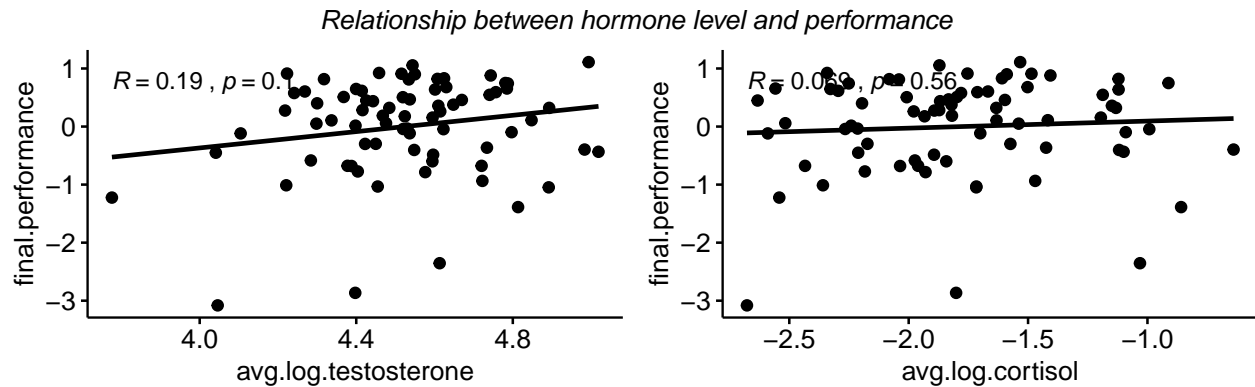 Relationship between hormone level and performance
R = 0.19 , p = 0.1
1
0
−1
−2
−3
final.performance
4.0 4.4 4.8
avg.log.testosterone
R = 0.069 , p = 0.56
1
0
−1
−2
−3
final.performance
−2.5 −2.0 −1.5 −1.0
avg.log.cortisol